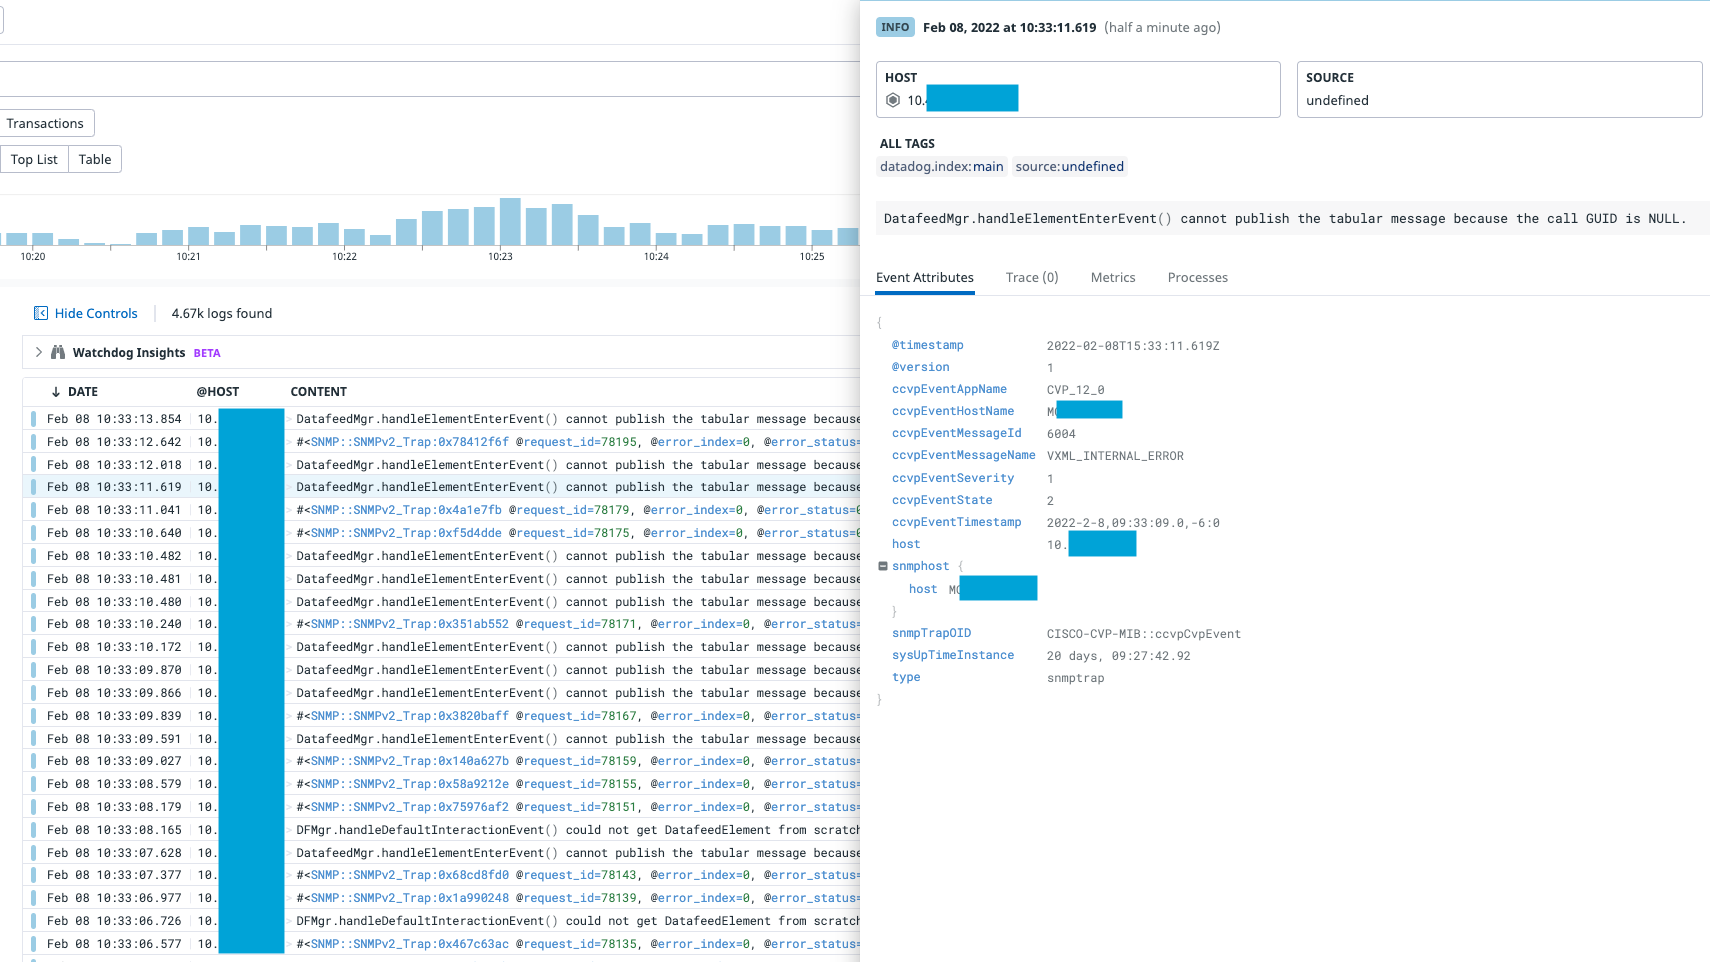 Transactions
Top List Table
10:20 10:21 10:22 10:23 10:24 10:25
Hide Controls 4.67k logs found
Watchdog Insights BETA
↓ DATE @HOST CONTENT
Feb 08 10:33:13.854 10. DatafeedMgr.handleElementEnterEvent() cannot publish the tabular message because
Feb 08 10:33:12.642 10. #<SNMP::SNMPv2_Trap:0x78412f6f @request_id=78195, @error_index=0, @error_status=
Feb 08 10:33:12.018 10. DatafeedMgr.handleElementEnterEvent() cannot publish the tabular message because
Feb 08 10:33:11.619 10. DatafeedMgr.handleElementEnterEvent() cannot publish the tabular message because
Feb 08 10:33:11.041 10. #<SNMP::SNMPv2_Trap:0x4a1e7fb @request_id=78179, @error_index=0, @error_status=
Feb 08 10:33:10.640 10. #<SNMP::SNMPv2_Trap:0xf5d4dde @request_id=78175, @error_index=0, @error_status=
Feb 08 10:33:10.482 10. DatafeedMgr.handleElementEnterEvent() cannot publish the tabular message because
Feb 08 10:33:10.481 10. DatafeedMgr.handleElementEnterEvent() cannot publish the tabular message because
Feb 08 10:33:10.480 10. DatafeedMgr.handleElementEnterEvent() cannot publish the tabular message because
Feb 08 10:33:10.240 10. #<SNMP::SNMPv2_Trap:0x351ab552 @request_id=78171, @error_index=0, @error_status=
Feb 08 10:33:10.172 10. DatafeedMgr.handleElementEnterEvent() cannot publish the tabular message because
Feb 08 10:33:09.870 10. DatafeedMgr.handleElementEnterEvent() cannot publish the tabular message because
Feb 08 10:33:09.866 10. DatafeedMgr.handleElementEnterEvent() cannot publish the tabular message because
Feb 08 10:33:09.839 10. #<SNMP::SNMPv2_Trap:0x3820baff @request_id=78167, @error_index=0, @error_status=
Feb 08 10:33:09.591 10. DatafeedMgr.handleElementEnterEvent() cannot publish the tabular message because
Feb 08 10:33:09.027 10. #<SNMP::SNMPv2_Trap:0x140a627b @request_id=78159, @error_index=0, @error_status=
Feb 08 10:33:08.579 10. #<SNMP::SNMPv2_Trap:0x58a9212e @request_id=78155, @error_index=0, @error_status=
Feb 08 10:33:08.179 10. #<SNMP::SNMPv2_Trap:0x75976af2 @request_id=78151, @error_index=0, @error_status=
Feb 08 10:33:08.165 10. DFMgr.handleDefaultInteractionEvent() could not get DatafeedElement from scratch
Feb 08 10:33:07.628 10. DatafeedMgr.handleElementEnterEvent() cannot publish the tabular message because
Feb 08 10:33:07.377 10. #<SNMP::SNMPv2_Trap:0x68cd8fd0 @request_id=78143, @error_index=0, @error_status=
Feb 08 10:33:06.977 10. #<SNMP::SNMPv2_Trap:0x1a990248 @request_id=78139, @error_index=0, @error_status=
Feb 08 10:33:06.726 10. DFMgr.handleDefaultInteractionEvent() could not get DatafeedElement from scratch
Feb 08 10:33:06.577 10. #<SNMP::SNMPv2_Trap:0x467c63ac @request_id=78135, @error_index=0, @error_status=
INFO Feb 08, 2022 at 10:33:11.619 (half a minute ago)
HOST
10.
SOURCE
undefined
ALL TAGS
datadog.index:main source:undefined
DatafeedMgr.handleElementEnterEvent() cannot publish the tabular message because the call GUID is NULL.
Event Attributes Trace (0) Metrics Processes
{
@timestamp 2022-02-08T15:33:11.619Z
@version 1
ccvpEventAppName CVP_12_0
ccvpEventHostName
ccvpEventMessageId 6004
ccvpEventMessageName VXML_INTERNAL_ERROR
ccvpEventSeverity 1
ccvpEventState 2
ccvpEventTimestamp 2022-2-8,09:33:09.0,-6:0
host 10.
snmphost {
host
}
snmpTrapOID CISCO-CVP-MIB::ccvpCvpEvent
sysUpTimeInstance 20 days, 09:27:42.92
type snmptrap
}